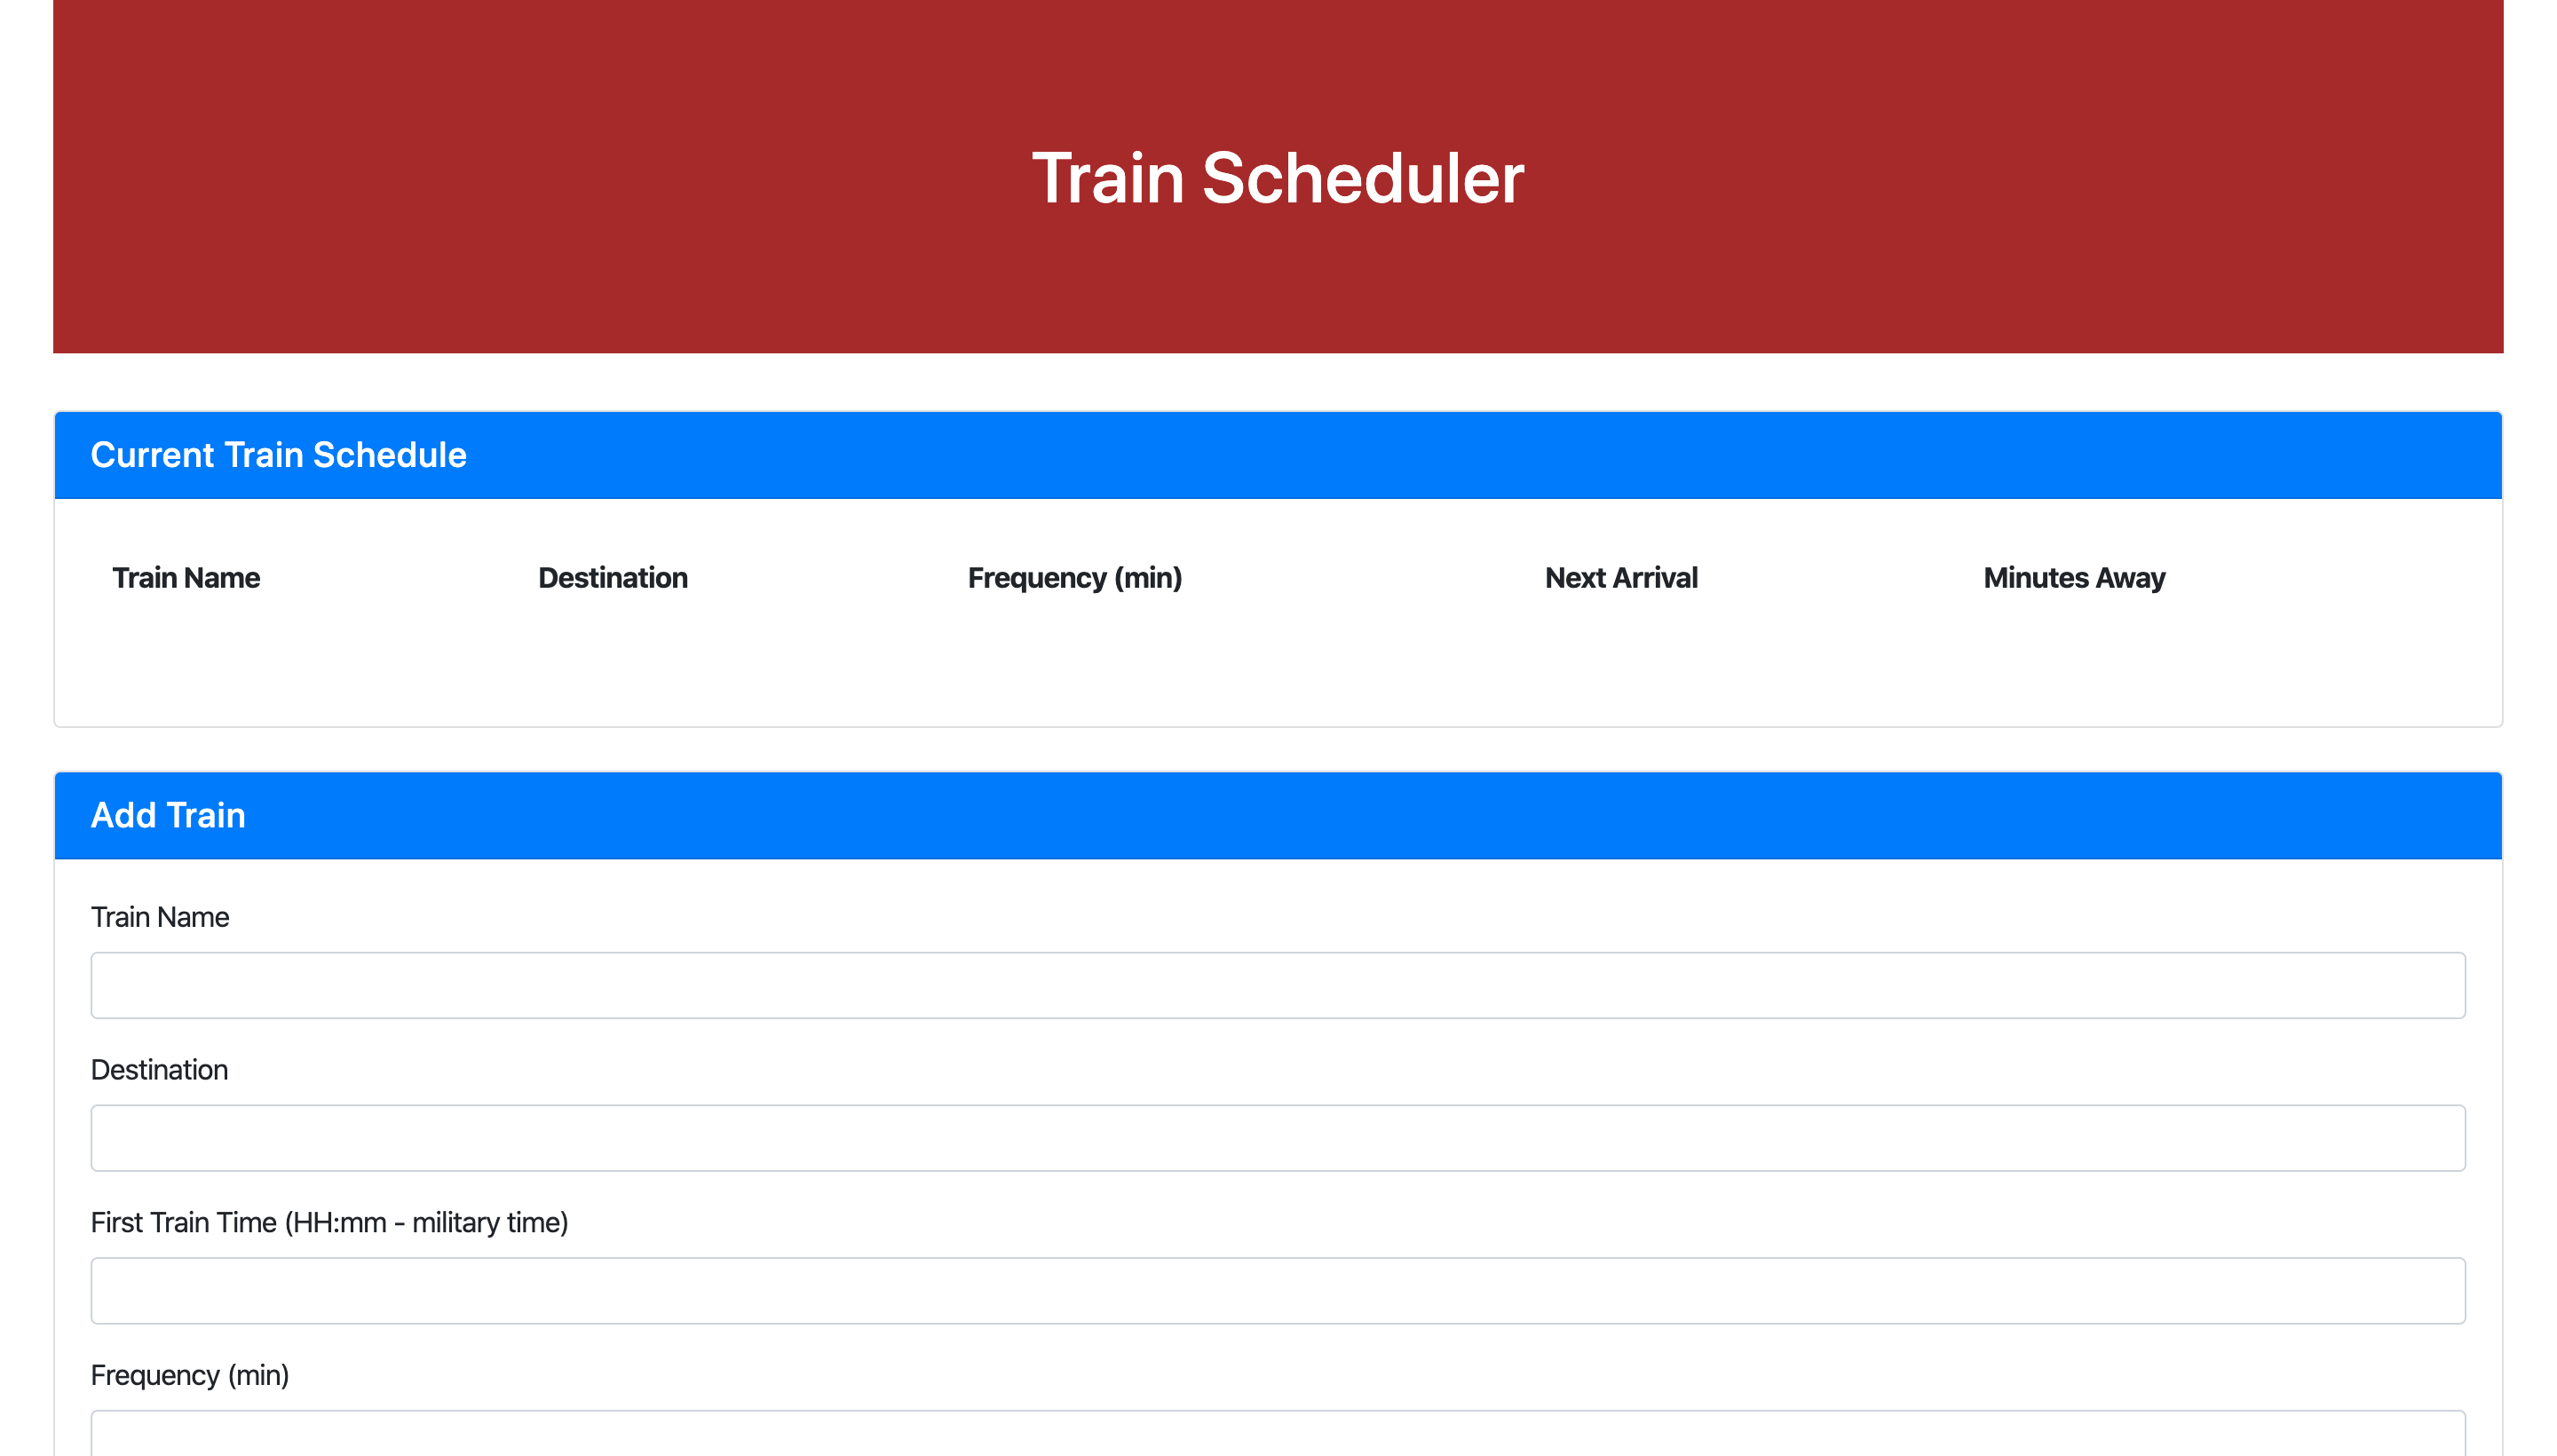 Train Scheduler
Current Train Schedule
Train Name Destination Frequency (min) Next Arrival Minutes Away
Add Train
Train Name
Destination
First Train Time (HH:mm - military time)
Frequency (min)